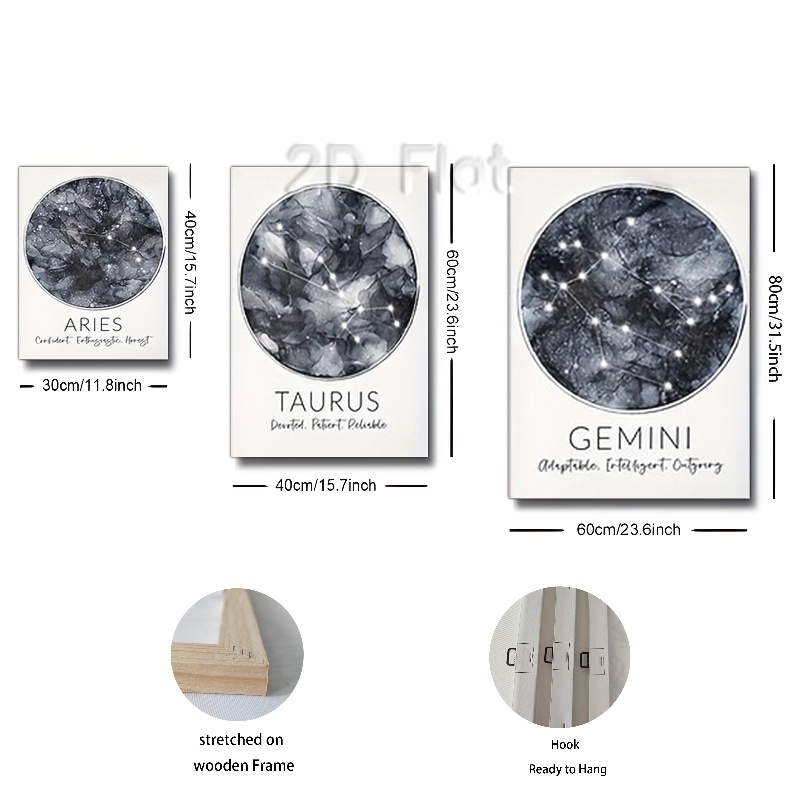 2D Flat
ARIES
Confident, Enthusiastic, Honest
40cm/15.7inch
30cm/11.8inch
TAURUS
Devoted, Patient, Reliable
60cm/23.6inch
40cm/15.7inch
GEMINI
Adaptable, Intelligent, Outgoing
80cm/31.5inch
60cm/23.6inch
stretched on
wooden Frame
Hook
Ready to Hang